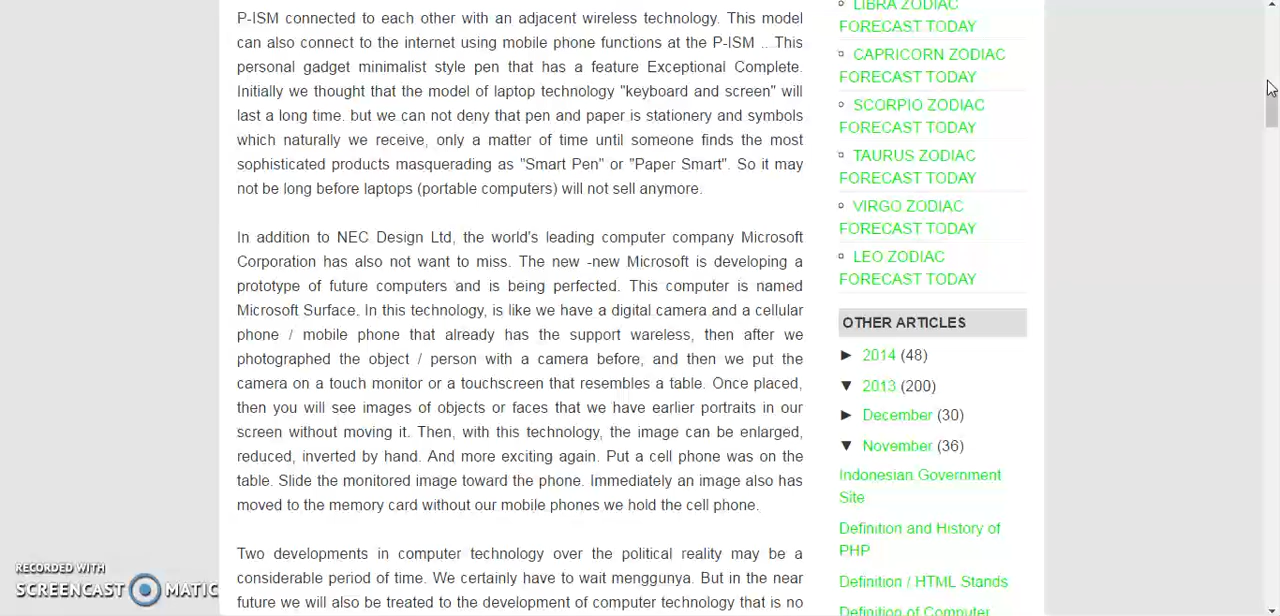 P-ISM connected to each other with an adjacent wireless technology. This model
can also connect to the internet using mobile phone functions at the P-ISM ... This
personal gadget minimalist style pen that has a feature Exceptional Complete.
Initially we thought that the model of laptop technology "keyboard and screen" will
last a long time. but we can not deny that pen and paper is stationery and symbols
which naturally we receive, only a matter of time until someone finds the most
sophisticated products masquerading as "Smart Pen" or "Paper Smart". So it may
not be long before laptops (portable computers) will not sell anymore.
In addition to NEC Design Ltd, the world's leading computer company Microsoft
Corporation has also not want to miss. The new -new Microsoft is developing a
prototype of future computers and is being perfected. This computer is named
Microsoft Surface. In this technology, is like we have a digital camera and a cellular
phone / mobile phone that already has the support wareless, then after we
photographed the object / person with a camera before, and then we put the
camera on a touch monitor or a touchscreen that resembles a table. Once placed,
then you will see images of objects or faces that we have earlier portraits in our
screen without moving it. Then, with this technology, the image can be enlarged,
reduced, inverted by hand. And more exciting again. Put a cell phone was on the
table. Slide the monitored image toward the phone. Immediately an image also has
moved to the memory card without our mobile phones we hold the cell phone.
Two developments in computer technology over the political reality may be a
considerable period of time. We certainly have to wait menggunya. But in the near
future we will also be treated to the development of computer technology that is no
LIBRA ZODIAC
FORECAST TODAY
CAPRICORN ZODIAC
FORECAST TODAY
SCORPIO ZODIAC
FORECAST TODAY
TAURUS ZODIAC
FORECAST TODAY
VIRGO ZODIAC
FORECAST TODAY
LEO ZODIAC
FORECAST TODAY
OTHER ARTICLES
► 2014 (48)
▼ 2013 (200)
► December (30)
▼ November (36)
Indonesian Government
Site
Definition and History of
PHP
Definition / HTML Stands
Definition of Computer
RECORDED WITH
SCREENCAST MATIC